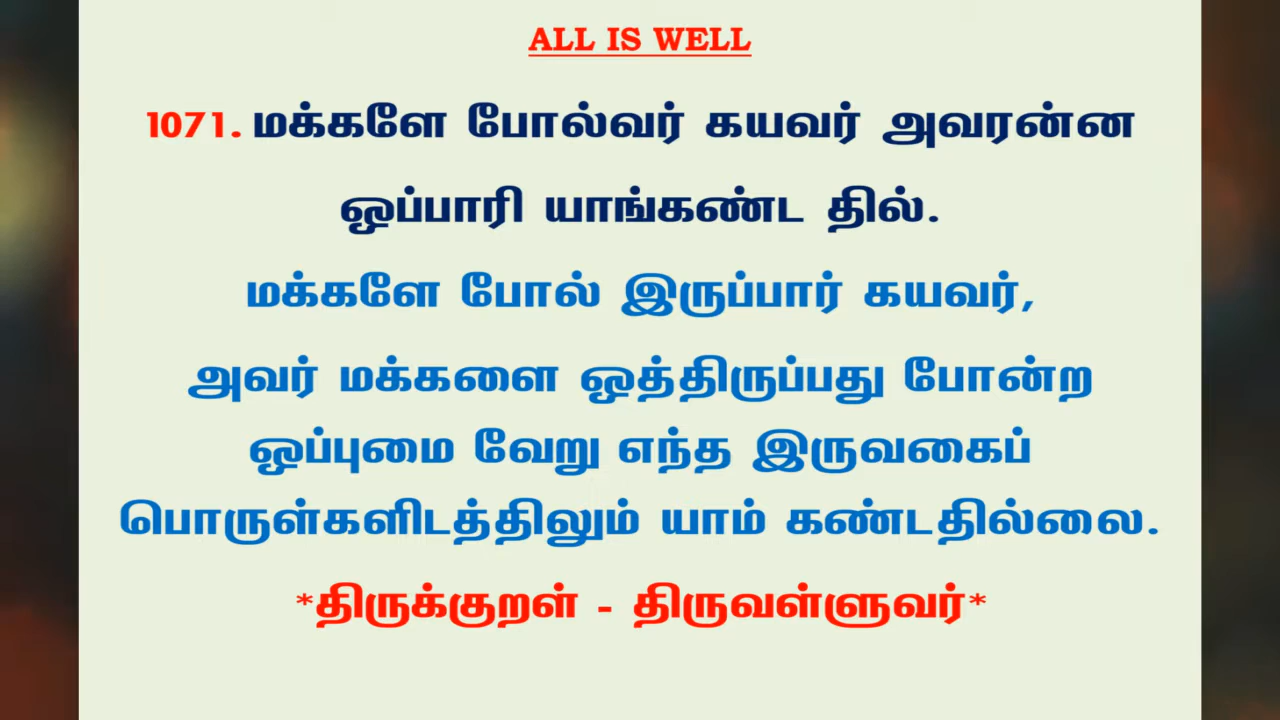 ALL IS WELL
1071. மக்களே போல்வர் கயவர் அவரன்ன
ஒப்பாரி யாங்கண்ட தில்.
மக்களே போல் இருப்பார் கயவர்,
அவர் மக்களை ஒத்திருப்பது போன்ற
ஒப்புமை வேறு எந்த இருவகைப்
பொருள்களிடத்திலும் யாம் கண்டதில்லை.
*திருக்குறள் - திருவள்ளுவர்*